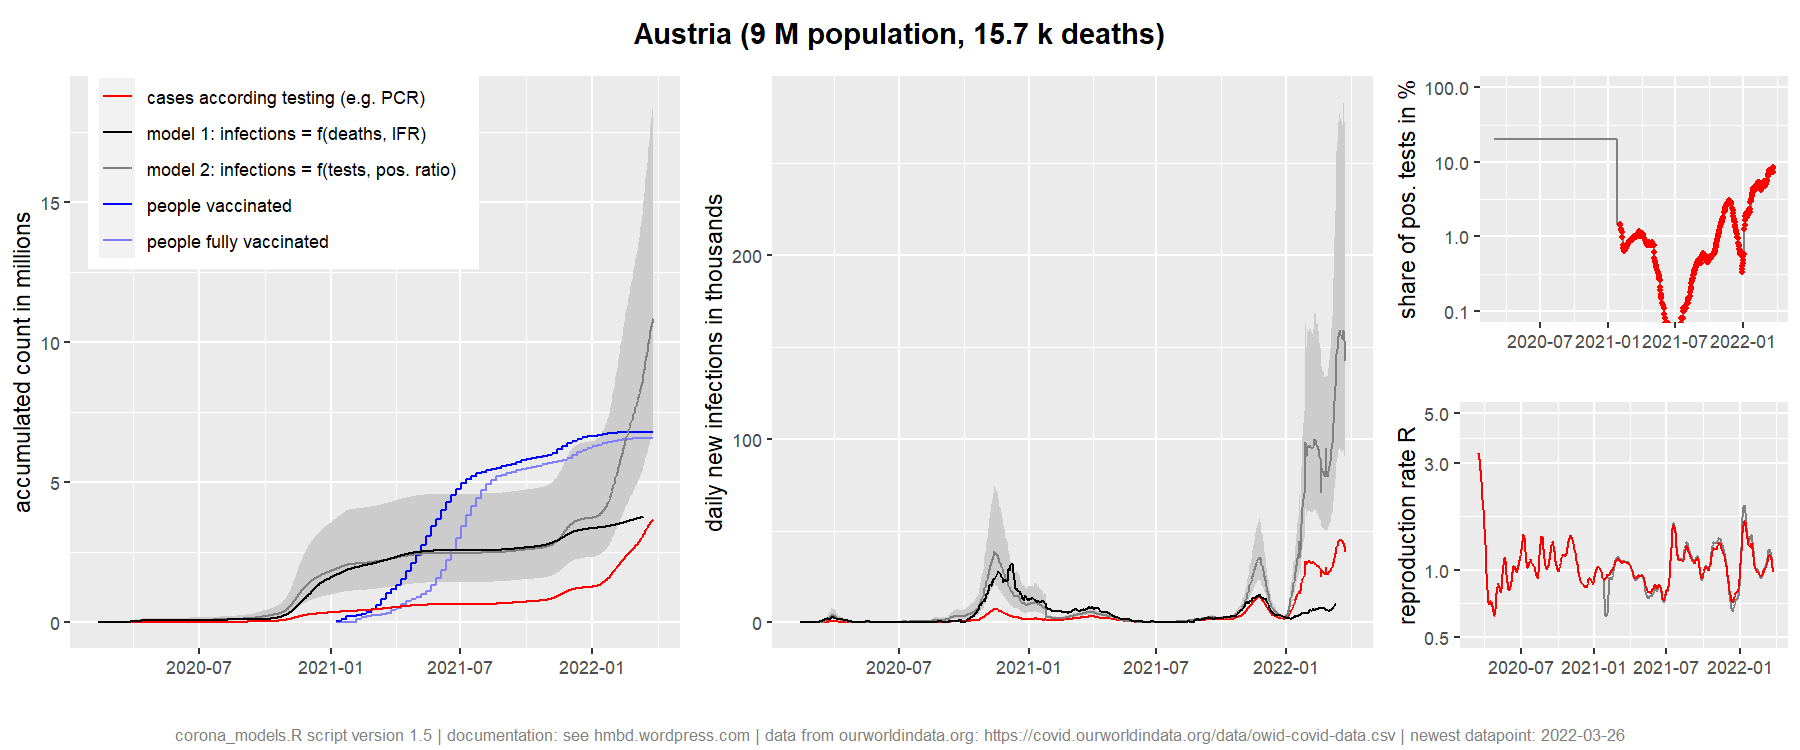 Austria (9 M population, 15.7 k deaths)
accumulated count in millions
15
10
5
0
cases according testing (e.g. PCR)
model 1: infections = f(deaths, IFR)
model 2: infections = f(tests, pos. ratio)
people vaccinated
people fully vaccinated
2020-07 2021-01 2021-07 2022-01
daily new infections in thousands
200
100
0
2020-07 2021-01 2021-07 2022-01
share of pos. tests in %
100.0
10.0
1.0
0.1
2020-07 2021-01 2021-07 2022-01
reproduction rate R
5.0
3.0
1.0
0.5
2020-07 2021-01 2021-07 2022-01
corona_models.R script version 1.5 | documentation: see hmbd.wordpress.com | data from ourworldindata.org: https://covid.ourworldindata.org/data/owid-covid-data.csv | newest datapoint: 2022-03-26